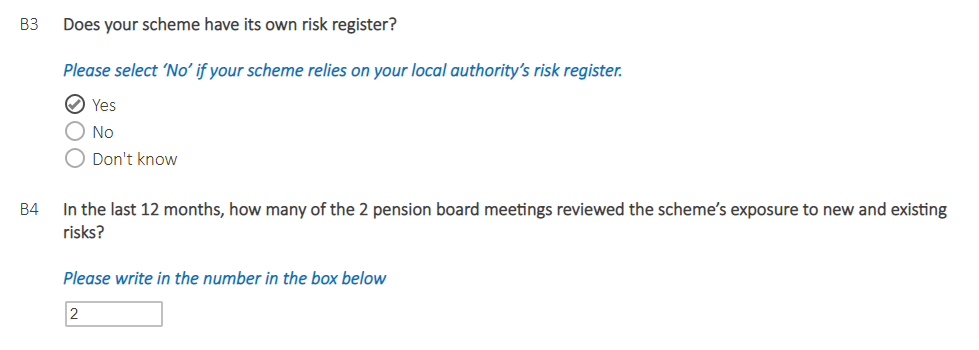 B3 Does your scheme have its own risk register?
Please select ‘No’ if your scheme relies on your local authority’s risk register.
Yes
No
Don't know
B4 In the last 12 months, how many of the 2 pension board meetings reviewed the scheme’s exposure to new and existing
risks?
Please write in the number in the box below
2